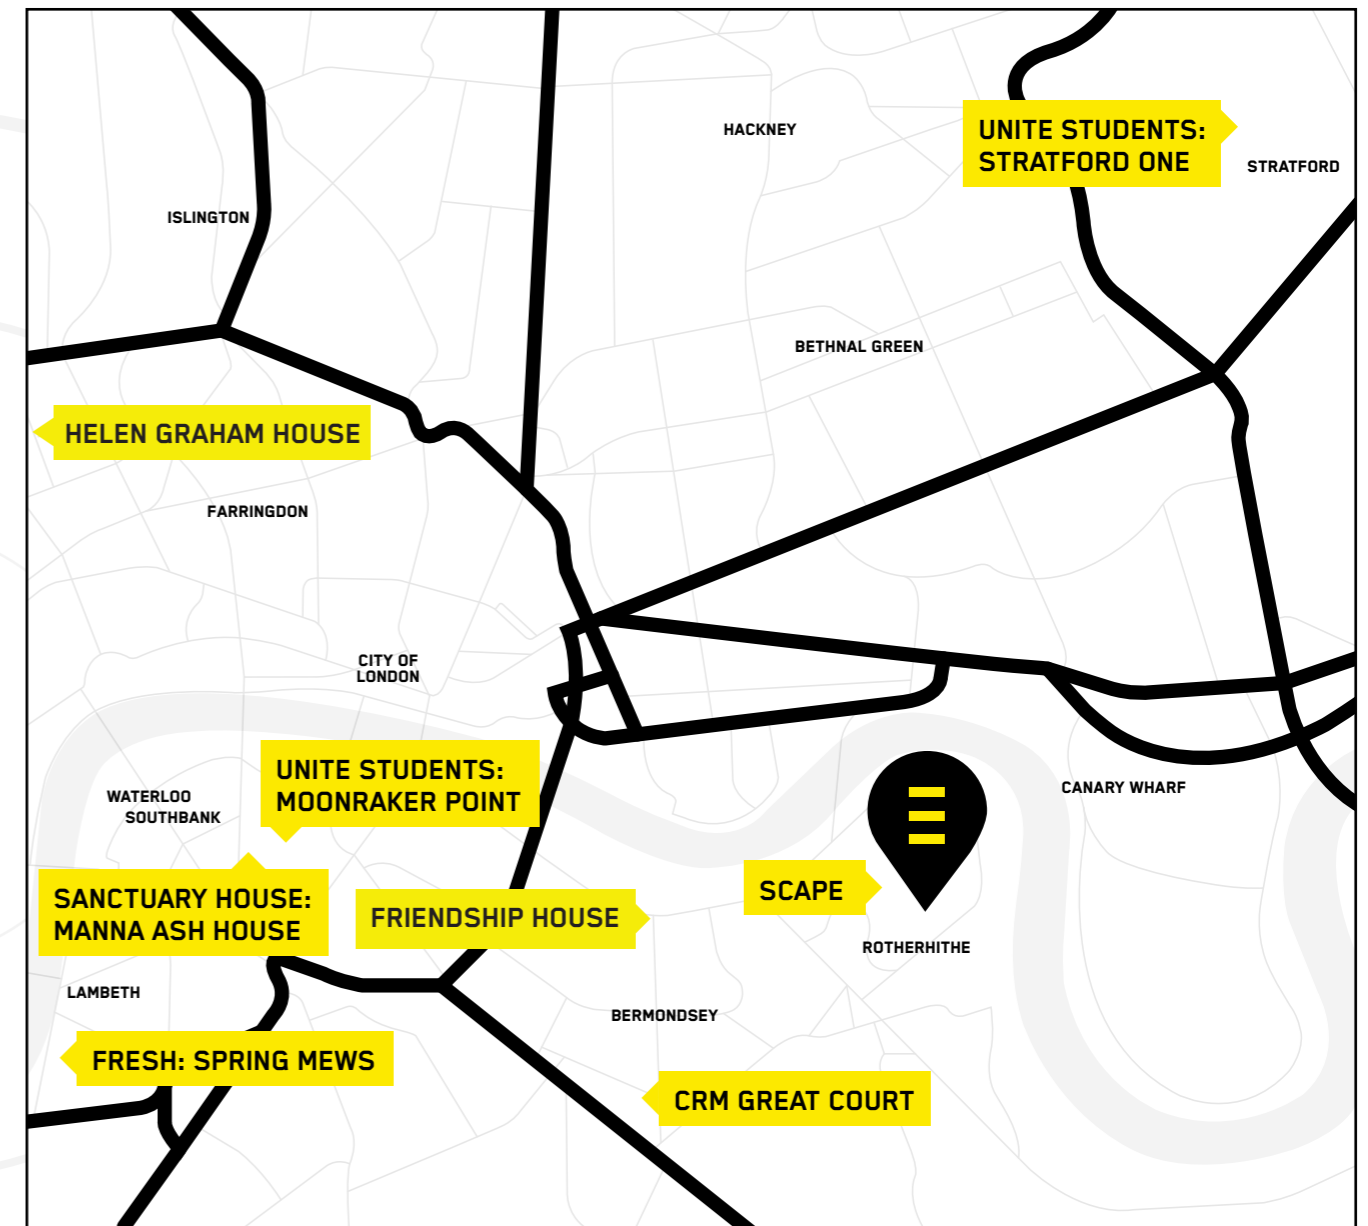 HACKNEY
UNITE STUDENTS:
STRATFORD ONE
STRATFORD
ISLINGTON
BETHNAL GREEN
HELEN GRAHAM HOUSE
FARRINGDON
CITY OF
LONDON
UNITE STUDENTS:
MOONRAKER POINT
WATERLOO
SOUTHBANK
CANARY WHARF
SANCTUARY HOUSE:
MANNA ASH HOUSE
FRIENDSHIP HOUSE
SCAPE
ROTHERHITHE
LAMBETH
BERMONDSEY
FRESH: SPRING MEWS
CRM GREAT COURT